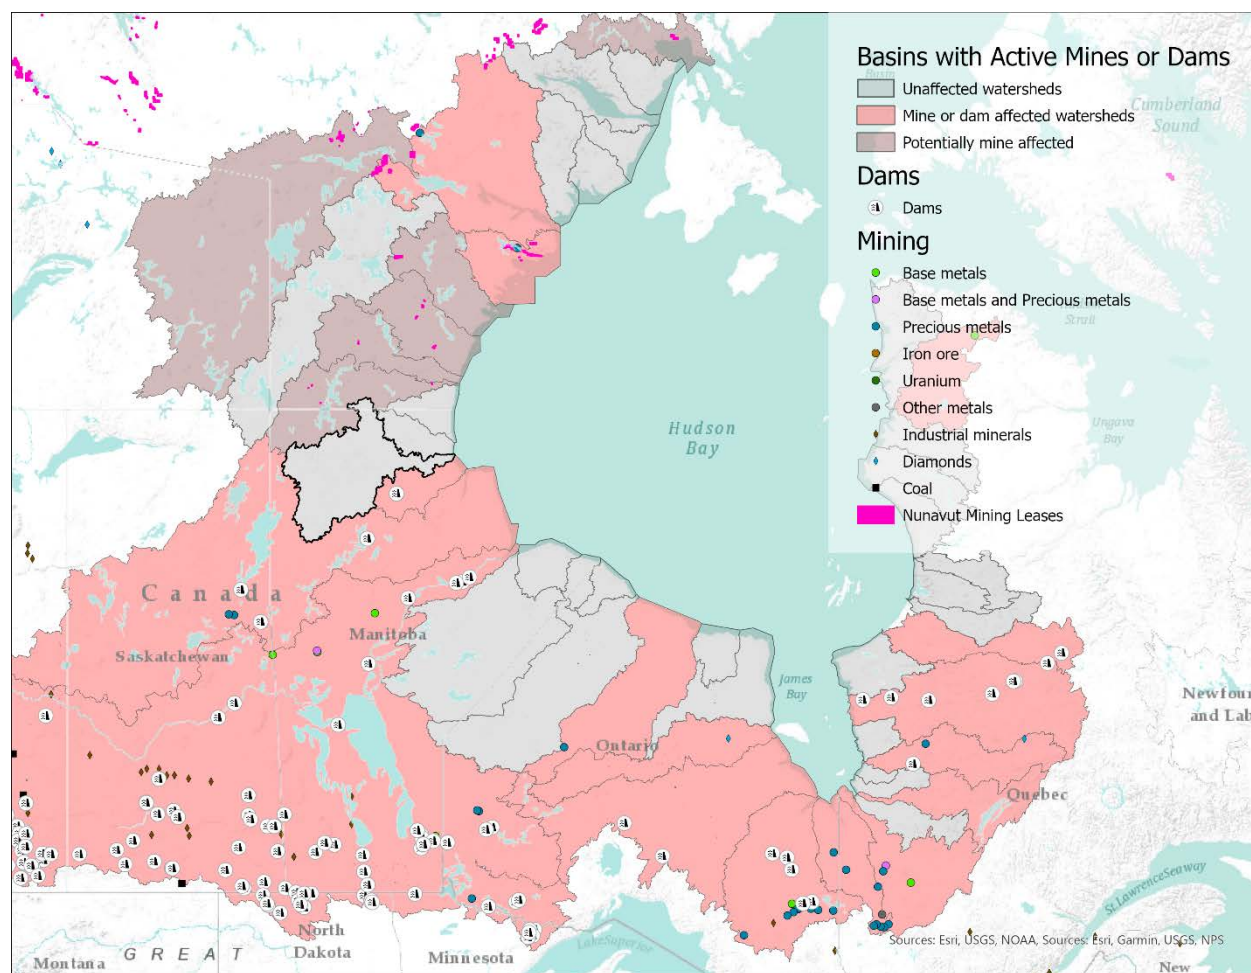 Basins with Active Mines or Dams
Unaffected watersheds
Mine or dam affected watersheds
Potentially mine affected
Dams
Dams
Mining
Base metals
Base metals and Precious metals
Precious metals
Iron ore
Uranium
Other metals
Industrial minerals
Diamonds
Coal
Nunavut Mining Leases
Basin
Cumberland
Sound
Strait
Ungava
Bay
Hudson
Bay
Canada
Manitoba
Saskatchewan
James
Bay
Newfou
and Lab
Ontario
Quebec
St. Lawrence Seaway
North
Dakota
Lake Superior
Minnesota
GREAT
Montana
New
Sources: Esri, USGS, NOAA, Sources: Esri, Garmin, USGS, NPS